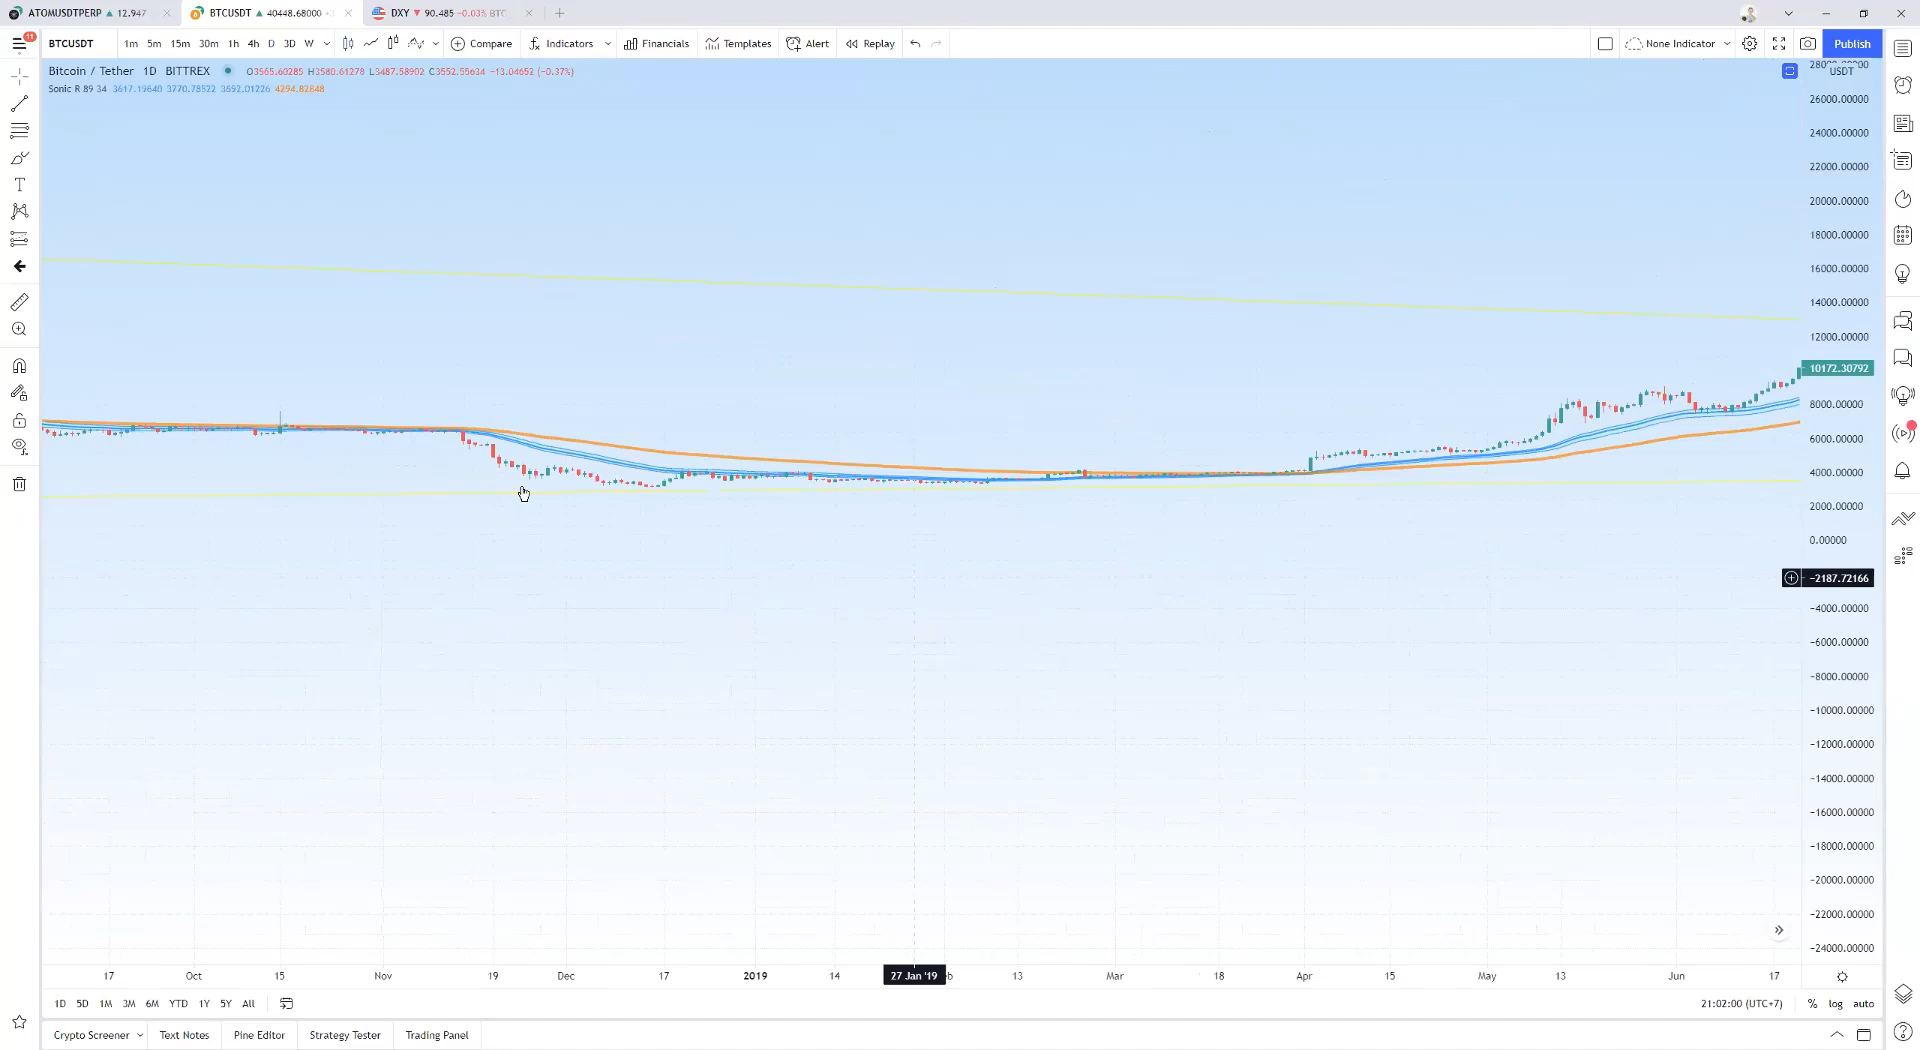 ATOMUSDTPERP ▲ 12.947
BTCUSDT ▲ 40448.68000
DXY ▼ 90.485 −0.03% BTC
11
BTCUSDT 1m 5m 15m 30m 1h 4h D 3D W Compare Indicators Financials Templates Alert Replay None Indicator Publish
Bitcoin / Tether 1D BITTREX O3565.60285 H3580.61278 L3487.58902 C3552.55634 −13.04652 (−0.37%)
Sonic R 89 34 3617.19640 3770.78522 3692.01226 4294.82848
USDT
26000.00000
24000.00000
22000.00000
20000.00000
18000.00000
16000.00000
14000.00000
12000.00000
10172.30792
8000.00000
6000.00000
4000.00000
2000.00000
0.00000
−2187.72166
−4000.00000
−6000.00000
−8000.00000
−10000.00000
−12000.00000
−14000.00000
−16000.00000
−18000.00000
−20000.00000
−22000.00000
−24000.00000
17 Oct 15 Nov 19 Dec 17 2019 14 27 Jan '19 13 Mar 18 Apr 15 May 13 Jun 17
1D 5D 1M 3M 6M YTD 1Y 5Y All
21:02:00 (UTC+7) % log auto
Crypto Screener Text Notes Pine Editor Strategy Tester Trading Panel